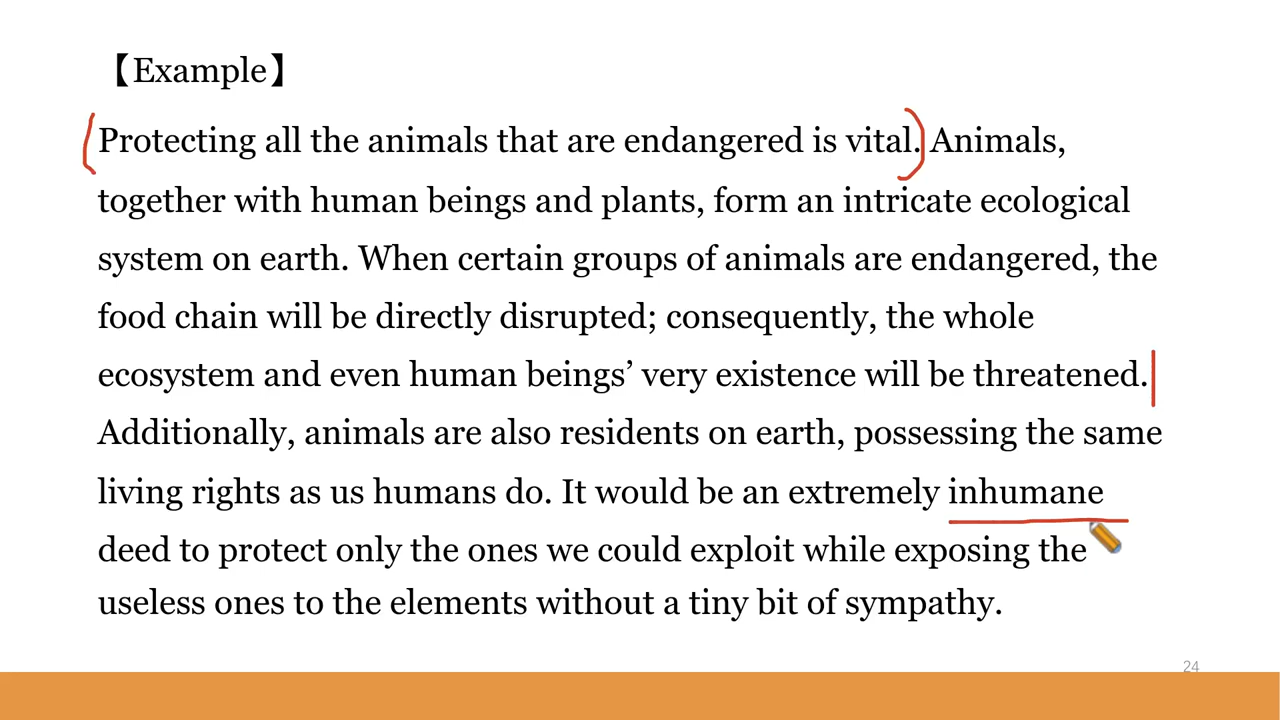 【Example】
Protecting all the animals that are endangered is vital. Animals,
together with human beings and plants, form an intricate ecological
system on earth. When certain groups of animals are endangered, the
food chain will be directly disrupted; consequently, the whole
ecosystem and even human beings’ very existence will be threatened.
Additionally, animals are also residents on earth, possessing the same
living rights as us humans do. It would be an extremely inhumane
deed to protect only the ones we could exploit while exposing the
useless ones to the elements without a tiny bit of sympathy.
24